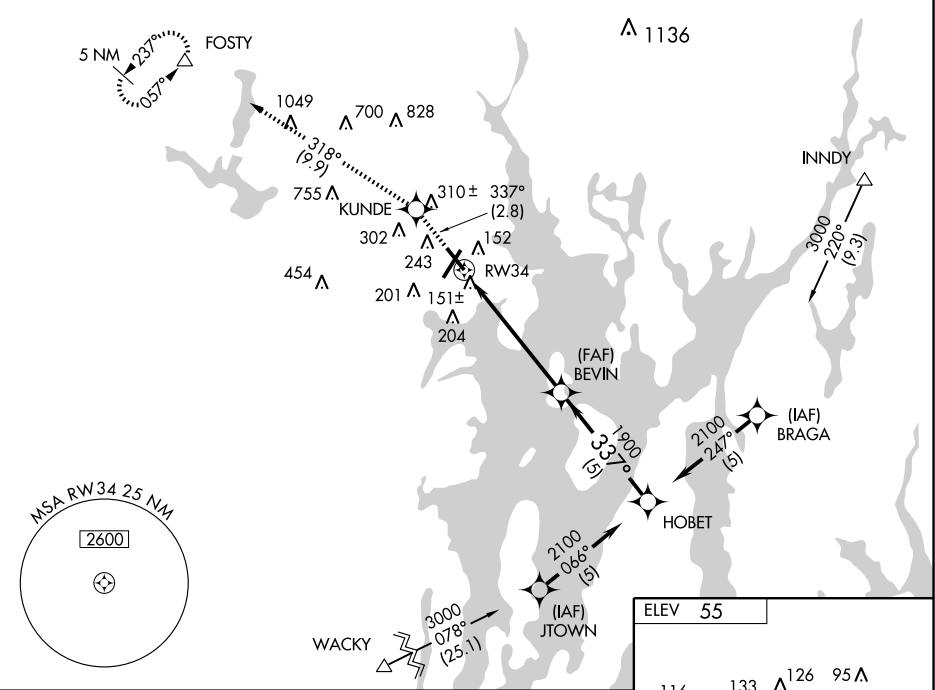 1136
FOSTY
5 NM
237°
057°
1049
700
828
318°
(9.9)
INNDY
755
KUNDE
310±
337°
(2.8)
3000
220°
(9.3)
302
243
152
RW34
454
201
151±
204
(FAF)
BEVIN
1900
337°
(5)
2100
247°
(5)
(IAF)
BRAGA
MSA RW34 25 NM
2600
HOBET
2100
066°
(5)
(IAF)
JTOWN
WACKY
3000
078°
(25.1)
ELEV 55
126
95
116
133